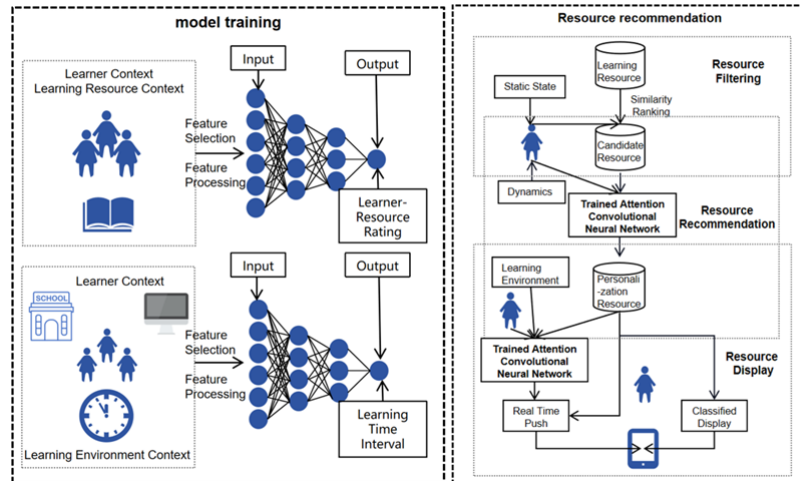 model training
Learner Context
Learning Resource Context
Feature
Selection
Feature
Processing
Input
Output
Learner-
Resource
Rating
Learner Context
SCHOOL
Learning Environment Context
Feature
Selection
Feature
Processing
Input
Output
Learning
Time
Interval
Resource recommendation
Learning
Resource
Resource
Filtering
Static State
Similarity
Ranking
Candidate
Resource
Dynamics
Trained Attention
Convolutional
Neural Network
Resource
Recommendation
Learning
Environment
Personali
-zation
Resource
Trained Attention
Convolutional
Neural Network
Resource
Display
Real Time
Push
Classified
Display